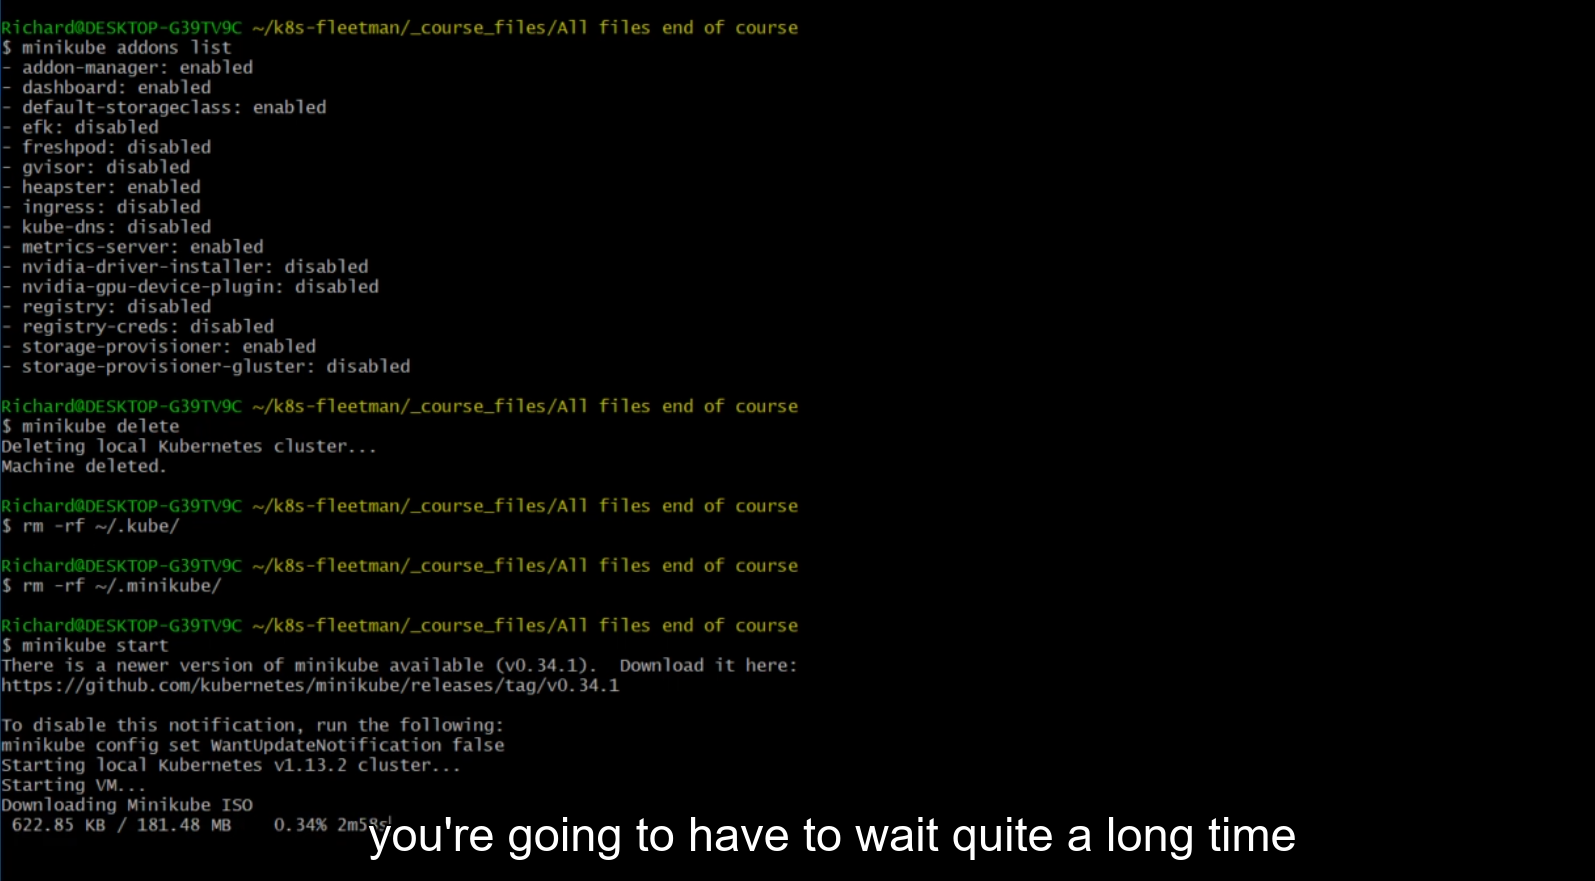 Richard@DESKTOP-G39TV9C ~/k8s-fleetman/_course_files/All files end of course
$ minikube addons list
- addon-manager: enabled
- dashboard: enabled
- default-storageclass: enabled
- efk: disabled
- freshpod: disabled
- gvisor: disabled
- heapster: enabled
- ingress: disabled
- kube-dns: disabled
- metrics-server: enabled
- nvidia-driver-installer: disabled
- nvidia-gpu-device-plugin: disabled
- registry: disabled
- registry-creds: disabled
- storage-provisioner: enabled
- storage-provisioner-gluster: disabled
Richard@DESKTOP-G39TV9C ~/k8s-fleetman/_course_files/All files end of course
$ minikube delete
Deleting local Kubernetes cluster...
Machine deleted.
Richard@DESKTOP-G39TV9C ~/k8s-fleetman/_course_files/All files end of course
$ rm -rf ~/.kube/
Richard@DESKTOP-G39TV9C ~/k8s-fleetman/_course_files/All files end of course
$ rm -rf ~/.minikube/
Richard@DESKTOP-G39TV9C ~/k8s-fleetman/_course_files/All files end of course
$ minikube start
There is a newer version of minikube available (v0.34.1).  Download it here:
https://github.com/kubernetes/minikube/releases/tag/v0.34.1
To disable this notification, run the following:
minikube config set WantUpdateNotification false
Starting local Kubernetes v1.13.2 cluster...
Starting VM...
Downloading Minikube ISO
622.85 KB / 181.48 MB    0.34% 2m58s
you're going to have to wait quite a long time